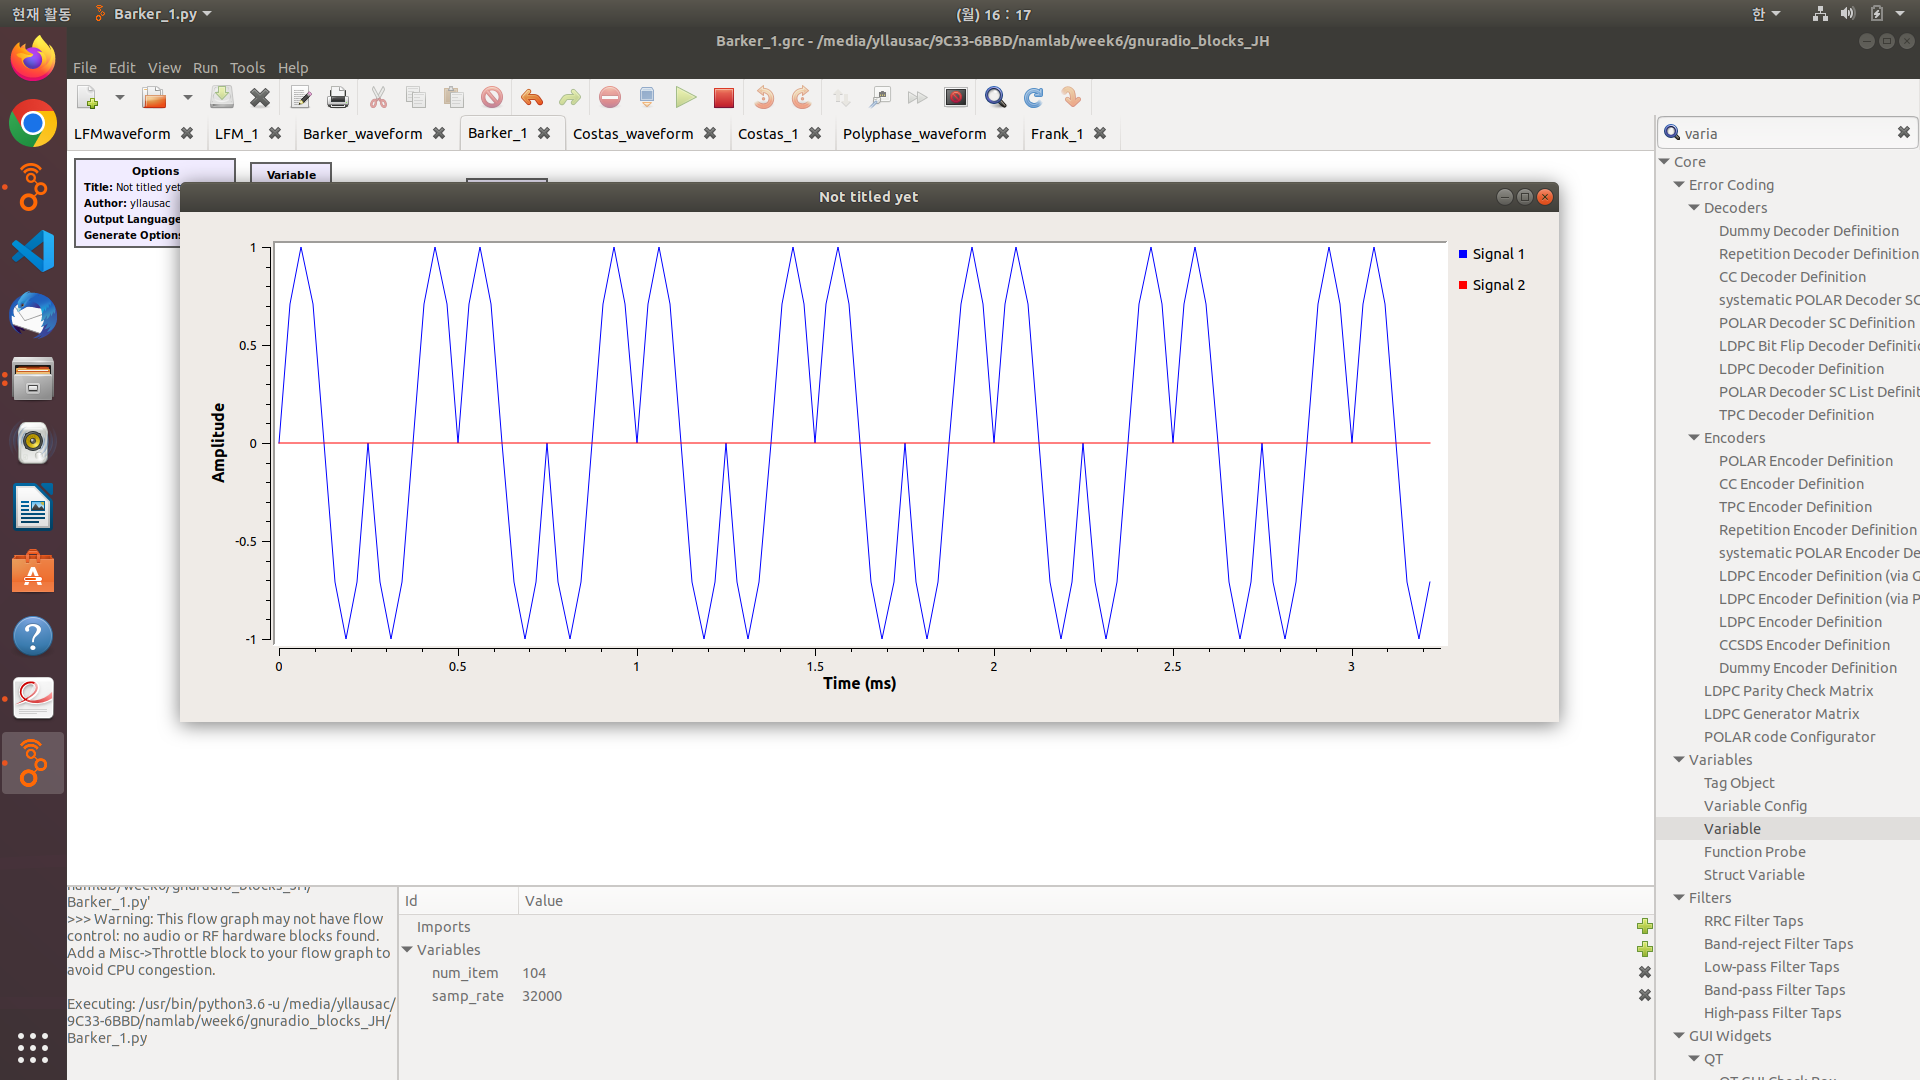 현재 활동
Barker_1.py
(월) 16 : 17
한
Barker_1.grc - /media/yllausac/9C33-6BBD/namlab/week6/gnuradio_blocks_JH
File Edit View Run Tools Help
LFMwaveform
LFM_1
Barker_waveform
Barker_1
Costas_waveform
Costas_1
Polyphase_waveform
Frank_1
varia
Options
Title: Not titled yet
Author: yllausac
Output Language
Generate Options
Variable
Not titled yet
Amplitude
1
0.5
0
-0.5
-1
0
0.5
1
1.5
2
2.5
3
Time (ms)
Signal 1
Signal 2
Core
Error Coding
Decoders
Dummy Decoder Definition
Repetition Decoder Definition
CC Decoder Definition
systematic POLAR Decoder SC
POLAR Decoder SC Definition
LDPC Bit Flip Decoder Definitio
LDPC Decoder Definition
POLAR Decoder SC List Definit
TPC Decoder Definition
Encoders
POLAR Encoder Definition
CC Encoder Definition
TPC Encoder Definition
Repetition Encoder Definition
systematic POLAR Encoder De
LDPC Encoder Definition (via G
LDPC Encoder Definition (via P
LDPC Encoder Definition
CCSDS Encoder Definition
Dummy Encoder Definition
LDPC Parity Check Matrix
LDPC Generator Matrix
POLAR code Configurator
Variables
Tag Object
Variable Config
Variable
Function Probe
Struct Variable
Filters
RRC Filter Taps
Band-reject Filter Taps
Low-pass Filter Taps
Band-pass Filter Taps
High-pass Filter Taps
GUI Widgets
QT
QT GUI Check Box
namlab/week6/gnuradio_blocks_JH/
Barker_1.py'
>>> Warning: This flow graph may not have flow
control: no audio or RF hardware blocks found.
Add a Misc->Throttle block to your flow graph to
avoid CPU congestion.
Executing: /usr/bin/python3.6 -u /media/yllausac/
9C33-6BBD/namlab/week6/gnuradio_blocks_JH/
Barker_1.py
Id Value
Imports
Variables
num_item 104
samp_rate 32000